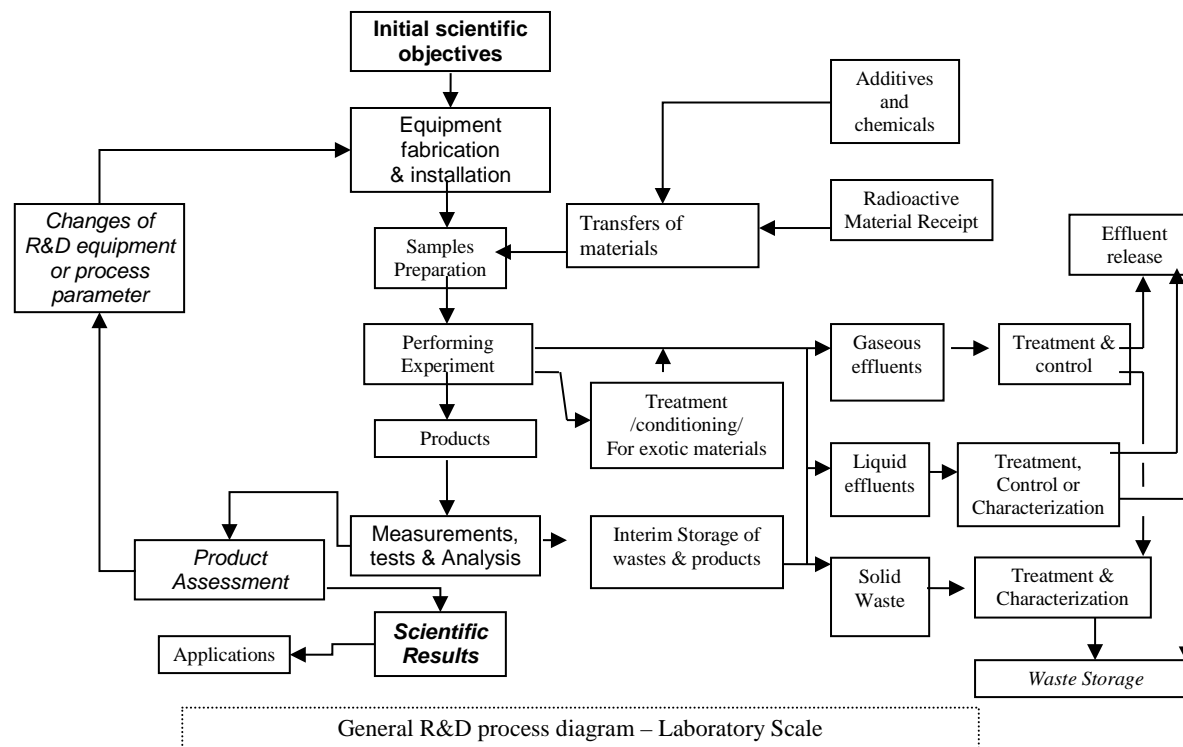 Initial scientific
objectives
Additives
and
chemicals
Equipment
fabrication
& installation
Changes of
R&D equipment
or process
parameter
Samples
Preparation
Transfers of
materials
Radioactive
Material Receipt
Effluent
release
Performing
Experiment
Gaseous
effluents
Treatment &
control
Treatment
/conditioning/
For exotic materials
Products
Liquid
effluents
Treatment,
Control or
Characterization
Measurements,
tests & Analysis
Interim Storage of
wastes & products
Product
Assessment
Solid
Waste
Treatment &
Characterization
Scientific
Results
Applications
Waste Storage
General R&D process diagram – Laboratory Scale